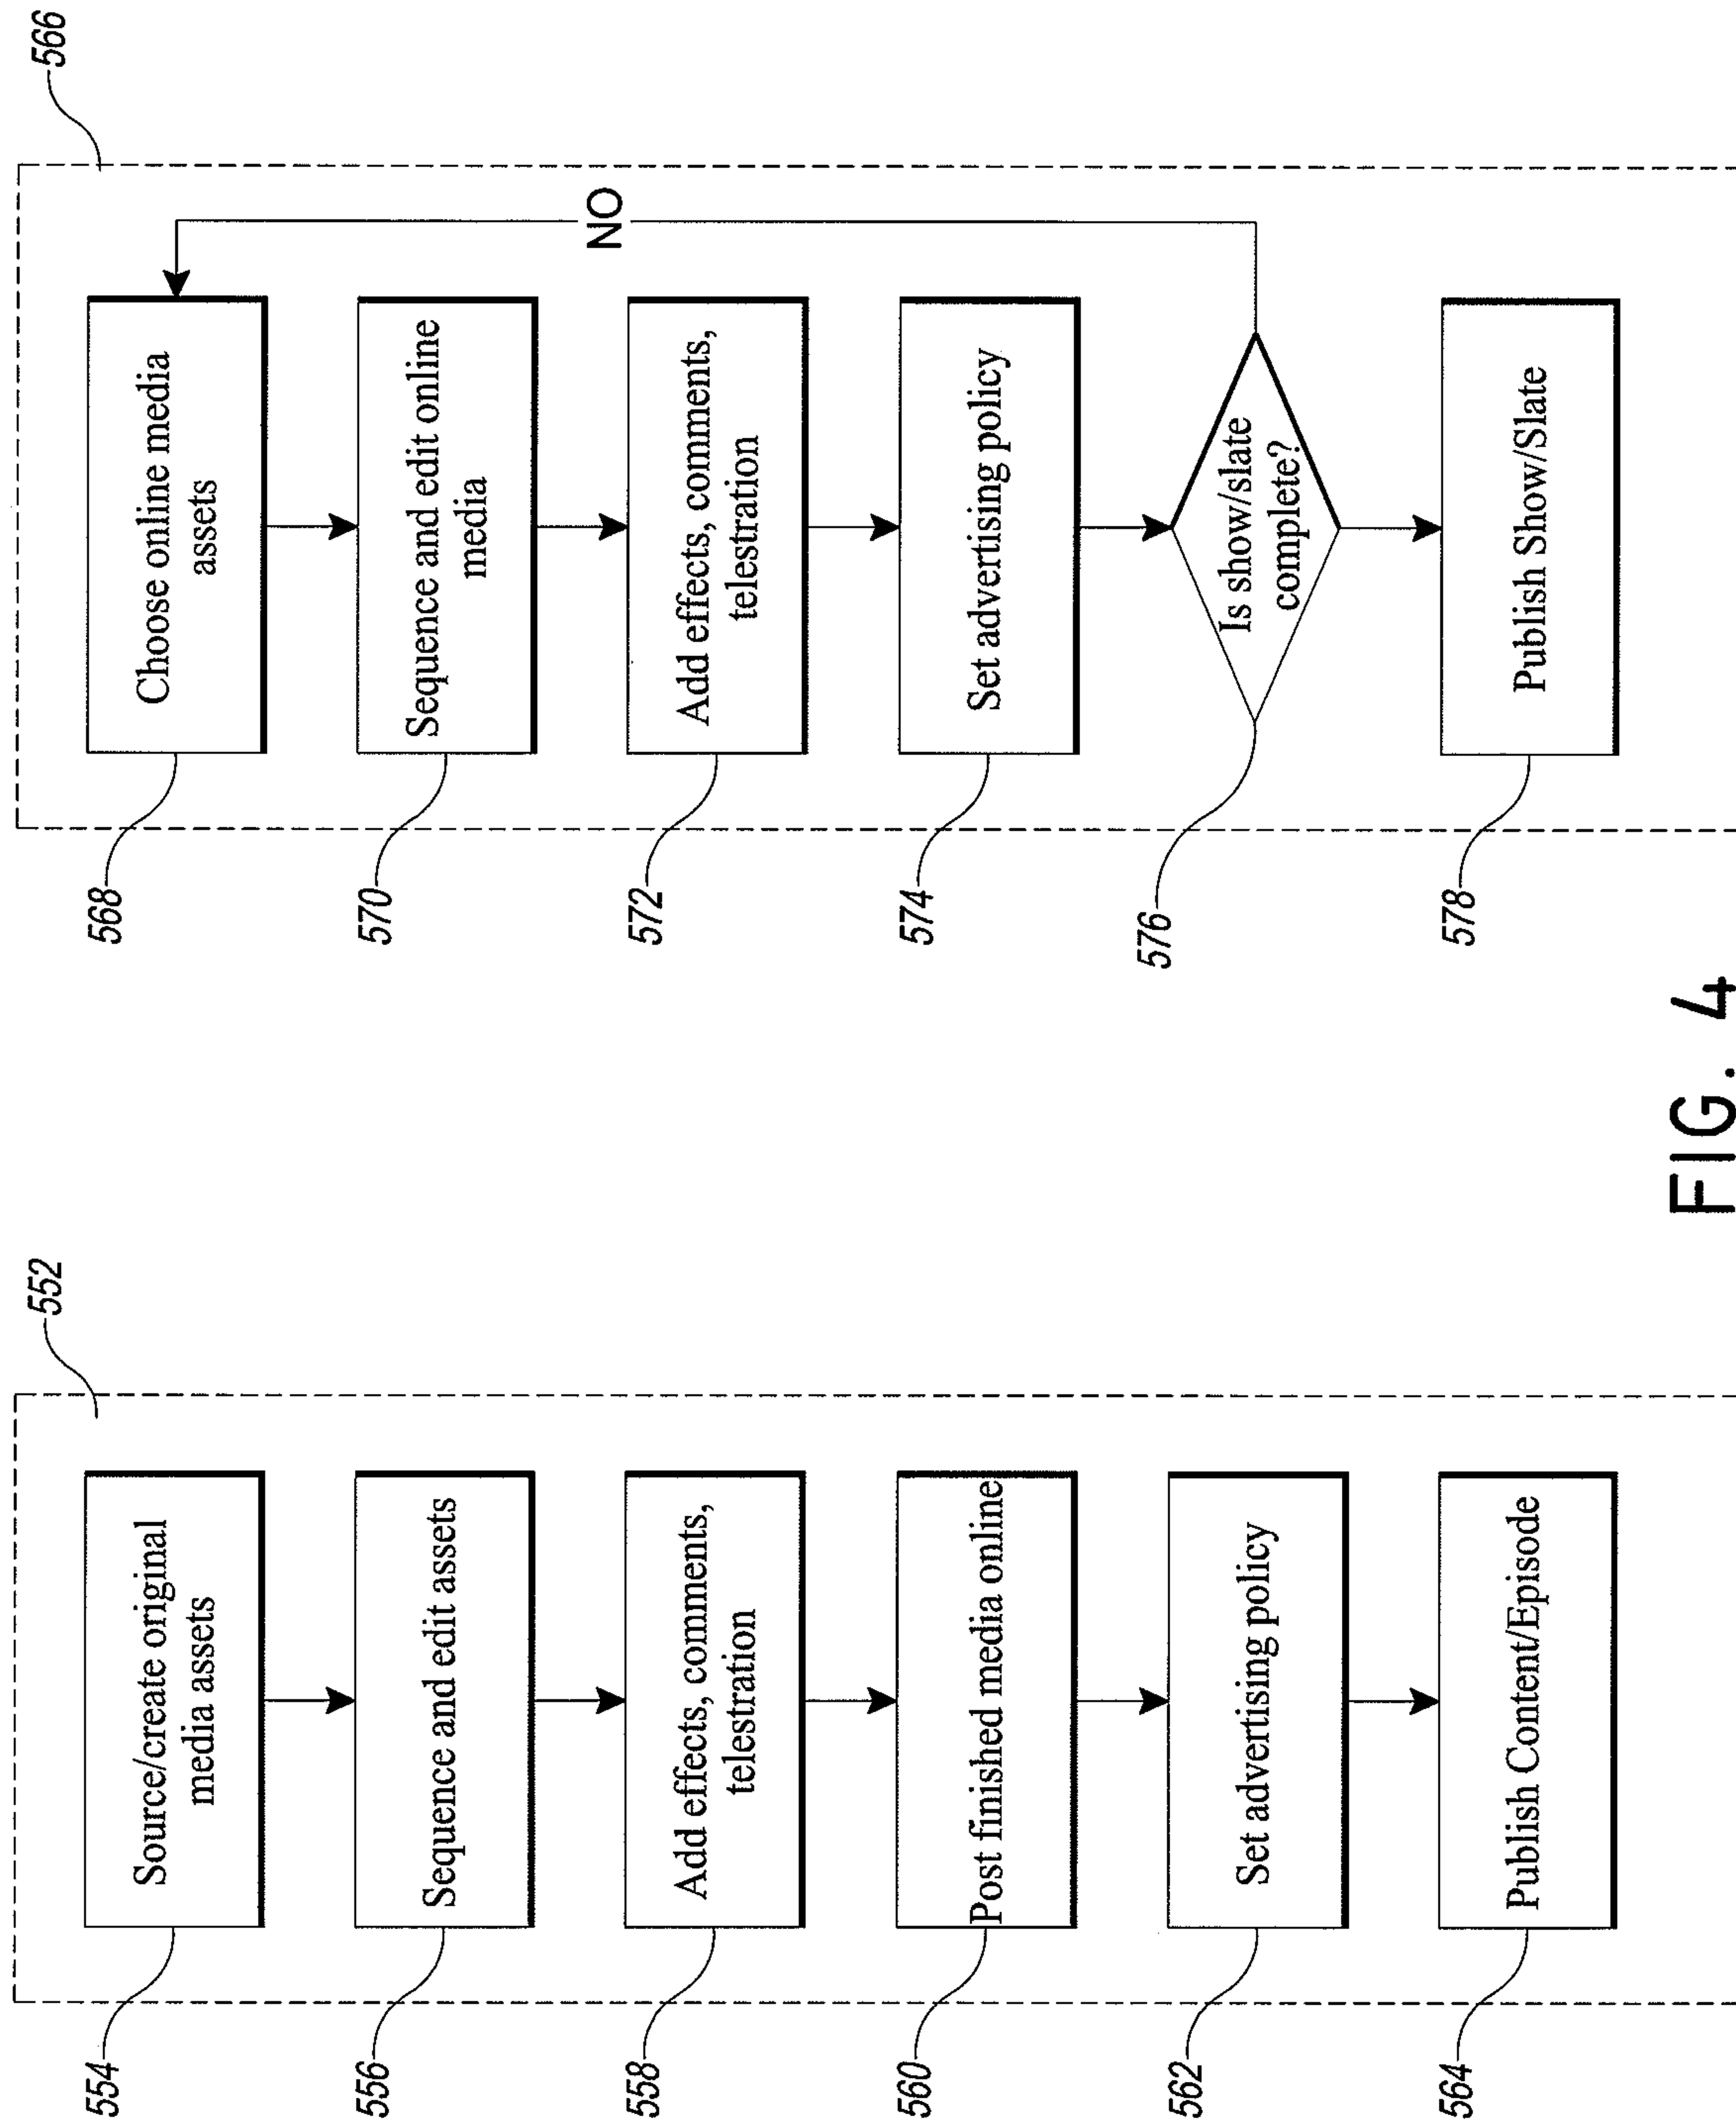 552
554
Source/create original
media assets
556
Sequence and edit assets
558
Add effects, comments,
telestration
560
Post finished media online
562
Set advertising policy
564
Publish Content/Episode
566
568
Choose online media
assets
NO
570
Sequence and edit online
media
572
Add effects, comments,
telestration
574
Set advertising policy
576
Is show/slate
complete?
578
Publish Show/Slate
FIG. 4